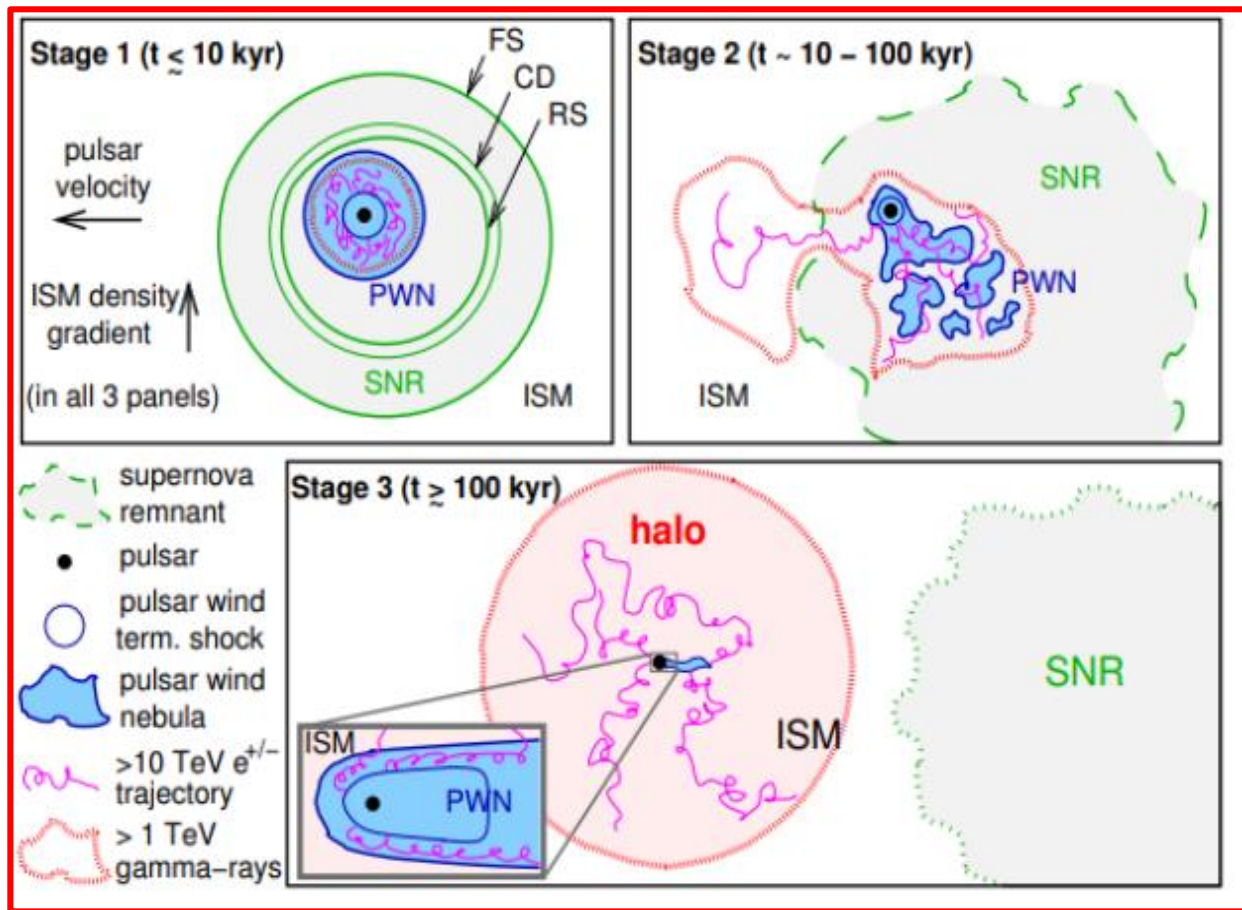 Stage 1 (t ≲ 10 kyr)
FS
CD
RS
pulsar
velocity
PWN
ISM density
gradient
(in all 3 panels)
SNR
ISM
Stage 2 (t ~ 10 − 100 kyr)
SNR
PWN
ISM
supernova
remnant
pulsar
pulsar wind
term. shock
pulsar wind
nebula
>10 TeV e+/−
trajectory
> 1 TeV
gamma−rays
Stage 3 (t ≳ 100 kyr)
halo
ISM
SNR
ISM
PWN